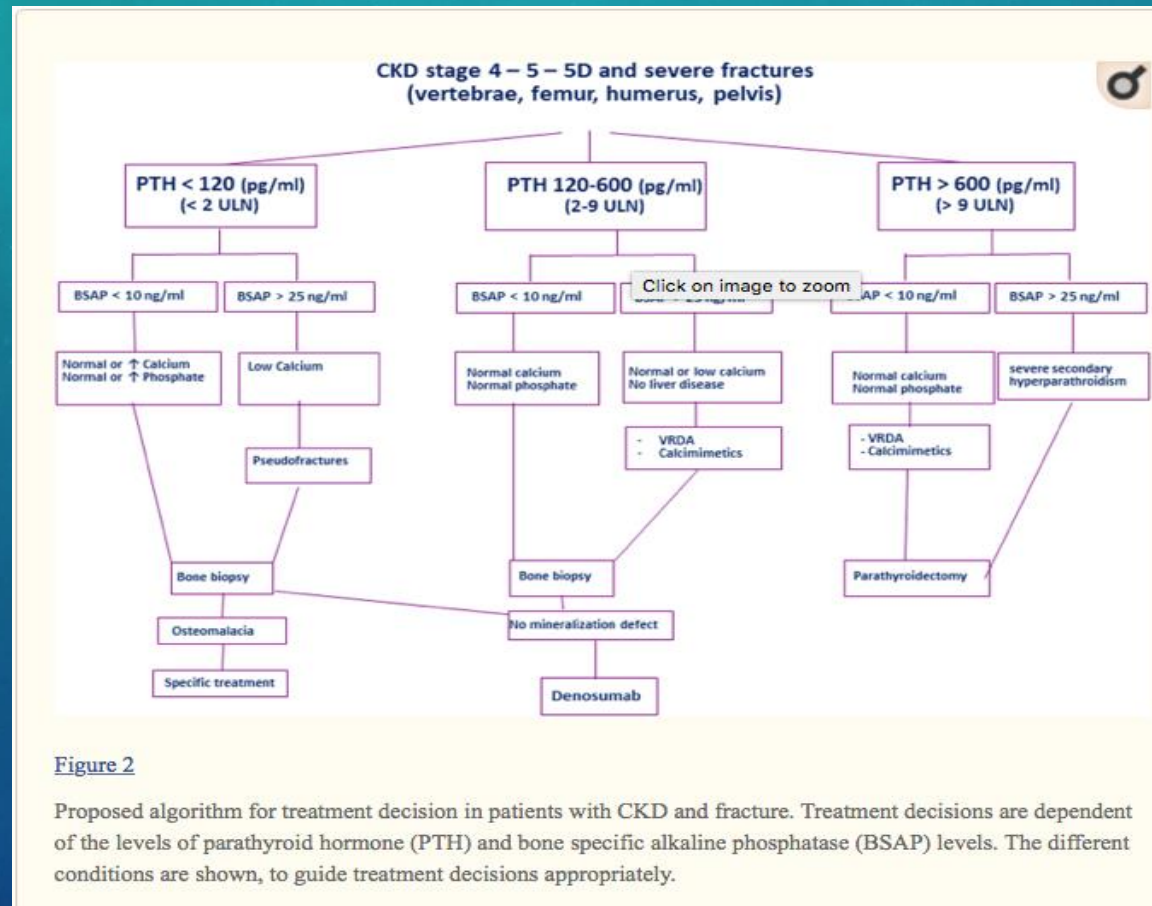 CKD stage 4 – 5 – 5D and severe fractures
(vertebrae, femur, humerus, pelvis)
PTH < 120 (pg/ml)
(< 2 ULN)
PTH 120-600 (pg/ml)
(2-9 ULN)
PTH > 600 (pg/ml)
(> 9 ULN)
BSAP < 10 ng/ml
BSAP > 25 ng/ml
BSAP < 10 ng/ml
Click on image to zoom
AP < 10 ng/ml
BSAP > 25 ng/ml
Normal or ↑ Calcium
Normal or ↑ Phosphate
Low Calcium
Normal calcium
Normal phosphate
Normal or low calcium
No liver disease
Normal calcium
Normal phosphate
severe secondary
hyperparathroidism
Pseudofractures
- VRDA
- Calcimimetics
- VRDA
- Calcimimetics
Bone biopsy
Bone biopsy
Parathyroidectomy
Osteomalacia
No mineralization defect
Specific treatment
Denosumab
Figure 2
Proposed algorithm for treatment decision in patients with CKD and fracture. Treatment decisions are dependent
of the levels of parathyroid hormone (PTH) and bone specific alkaline phosphatase (BSAP) levels. The different
conditions are shown, to guide treatment decisions appropriately.